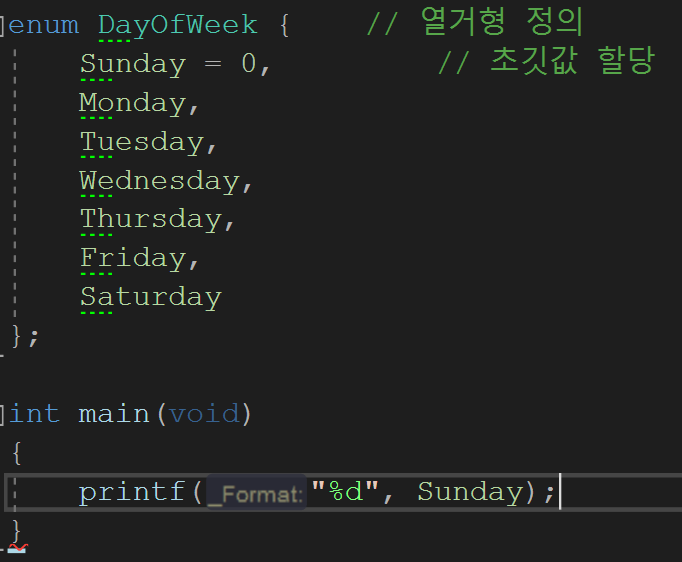 enum DayOfWeek {    // 열거형 정의
    Sunday = 0,         // 초깃값 할당
    Monday,
    Tuesday,
    Wednesday,
    Thursday,
    Friday,
    Saturday
};
int main(void)
{
    printf(_Format:"%d", Sunday);
}